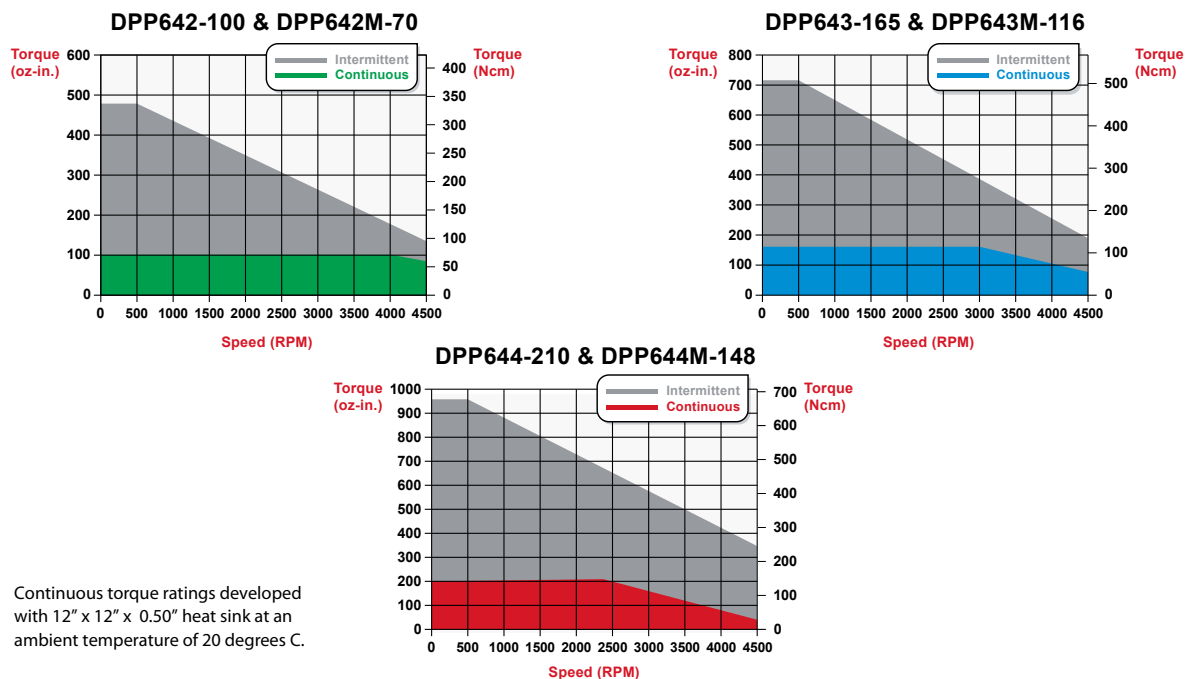 DPP642-100 & DPP642M-70
Torque
(oz-in.)
Torque
(Ncm)
Intermittent
Continuous
600
500
400
300
200
100
0
400
350
300
250
200
150
100
50
0
0 500 1000 1500 2000 2500 3000 3500 4000 4500
Speed (RPM)
DPP643-165 & DPP643M-116
Torque
(oz-in.)
Torque
(Ncm)
Intermittent
Continuous
800
700
600
500
400
300
200
100
0
500
400
300
200
100
0
0 500 1000 1500 2000 2500 3000 3500 4000 4500
Speed (RPM)
DPP644-210 & DPP644M-148
Torque
(oz-in.)
Torque
(Ncm)
Intermittent
Continuous
1000
900
800
700
600
500
400
300
200
100
0
700
600
500
400
300
200
100
0
0 500 1000 1500 2000 2500 3000 3500 4000 4500
Speed (RPM)
Continuous torque ratings developed
with 12” x 12” x 0.50” heat sink at an
ambient temperature of 20 degrees C.